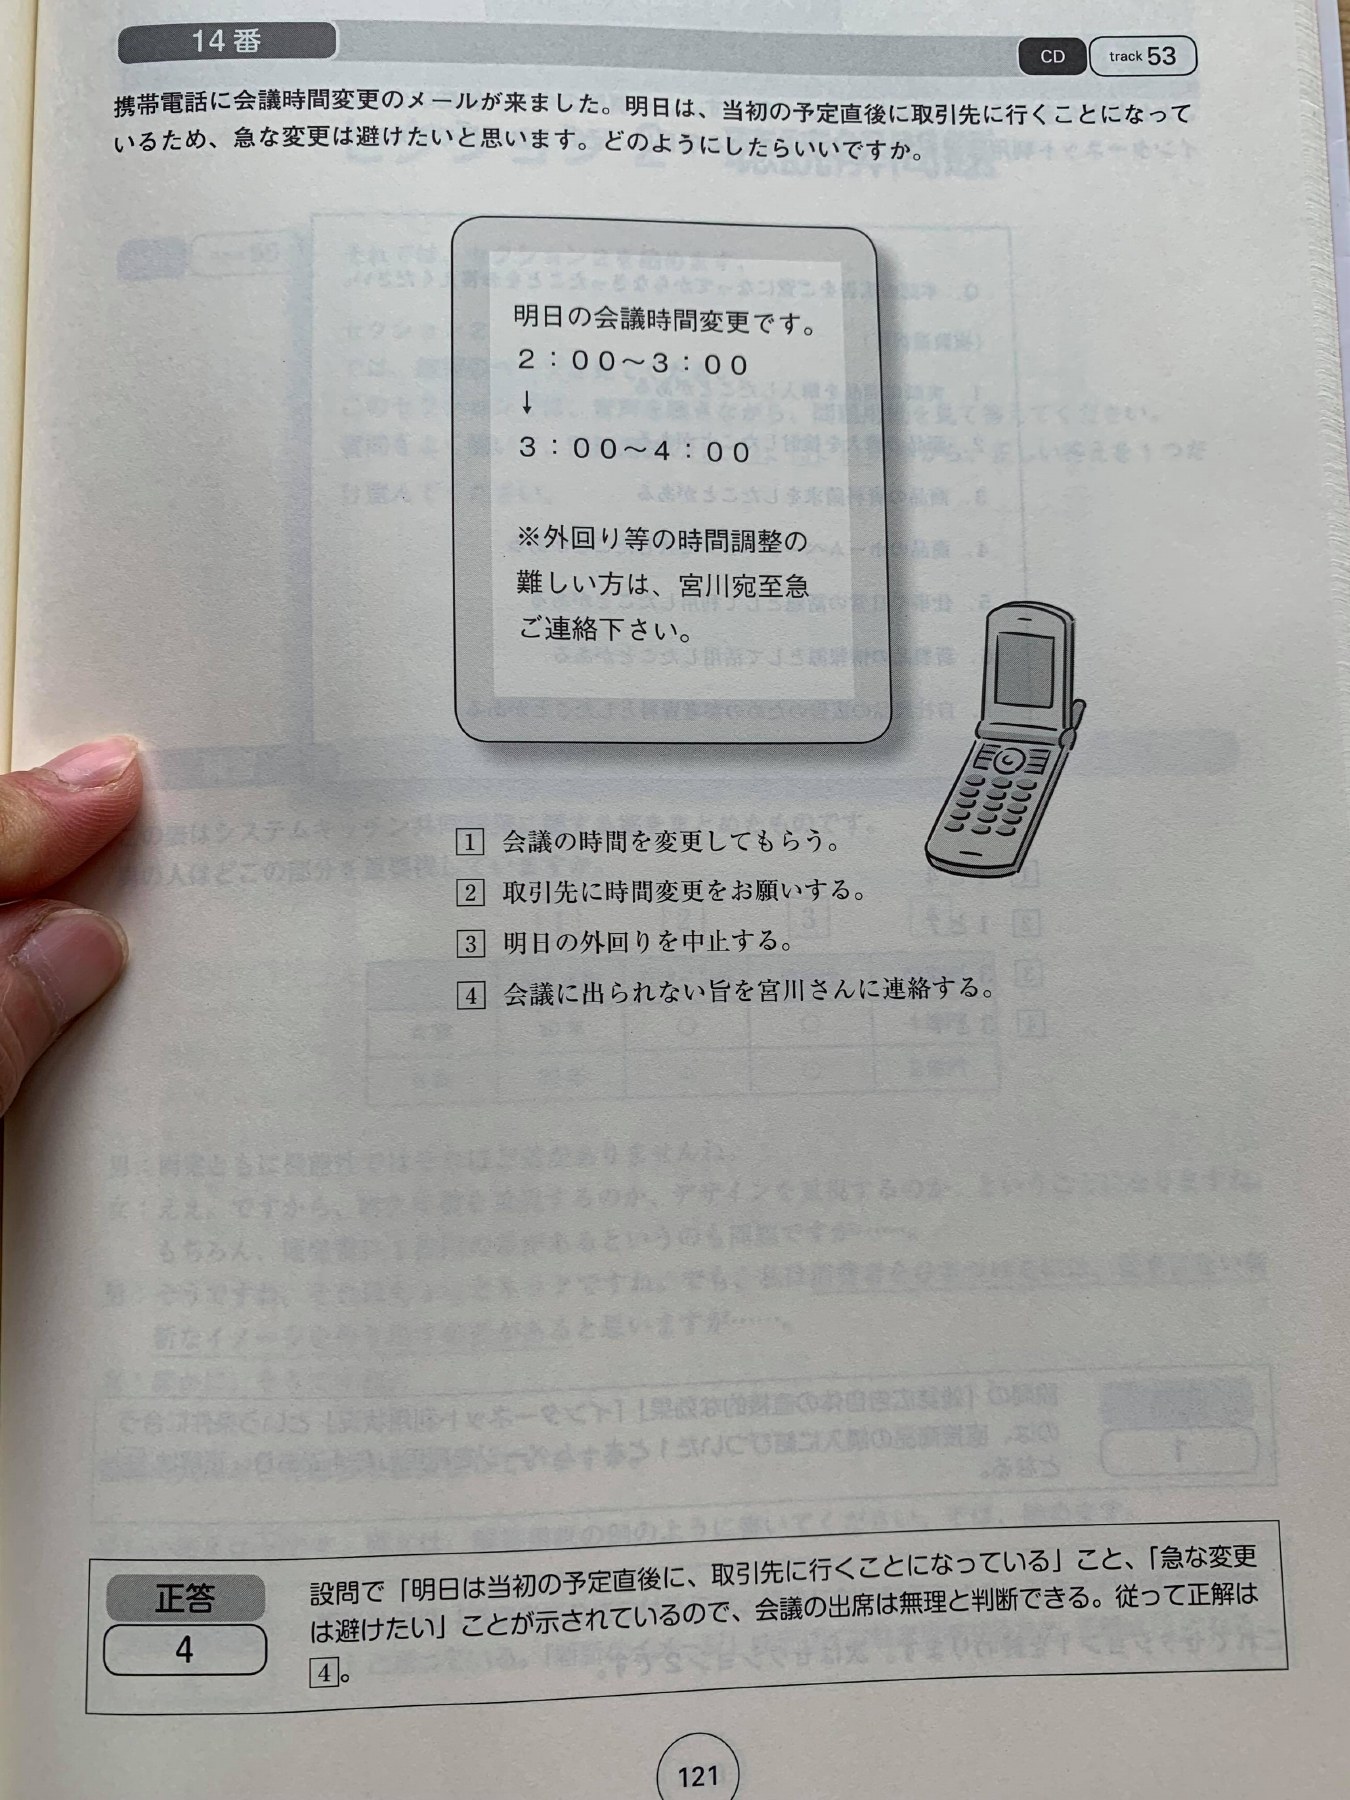 14番
CD track 53
携帯電話に会議時間変更のメールが来ました。明日は、当初の予定直後に取引先に行くことになって
いるため、急な変更は避けたいと思います。どのようにしたらいいですか。
明日の会議時間変更です。
2：00～3：00
↓
3：00～4：00
※外回り等の時間調整の
難しい方は、宮川宛至急
ご連絡下さい。
1 会議の時間を変更してもらう。
2 取引先に時間変更をお願いする。
3 明日の外回りを中止する。
4 会議に出られない旨を宮川さんに連絡する。
正答
4
設問で「明日は当初の予定直後に、取引先に行くことになっている」こと、「急な変更
は避けたい」ことが示されているので、会議の出席は無理と判断できる。従って正解は
4。
121